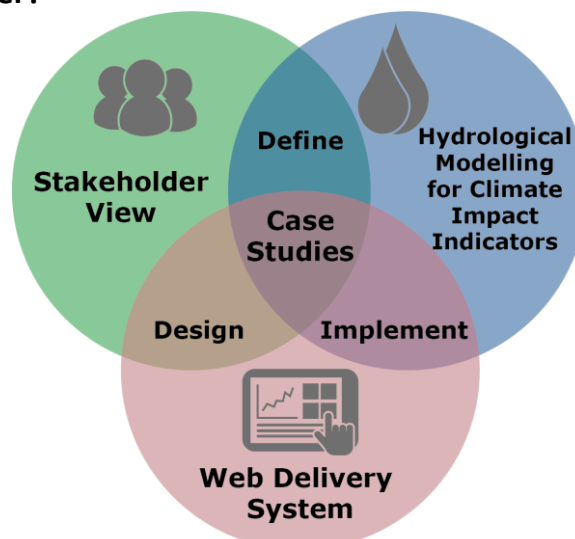 Define
Stakeholder
View
Hydrological
Modelling
for Climate
Impact
Indicators
Case
Studies
Design
Implement
Web Delivery
System